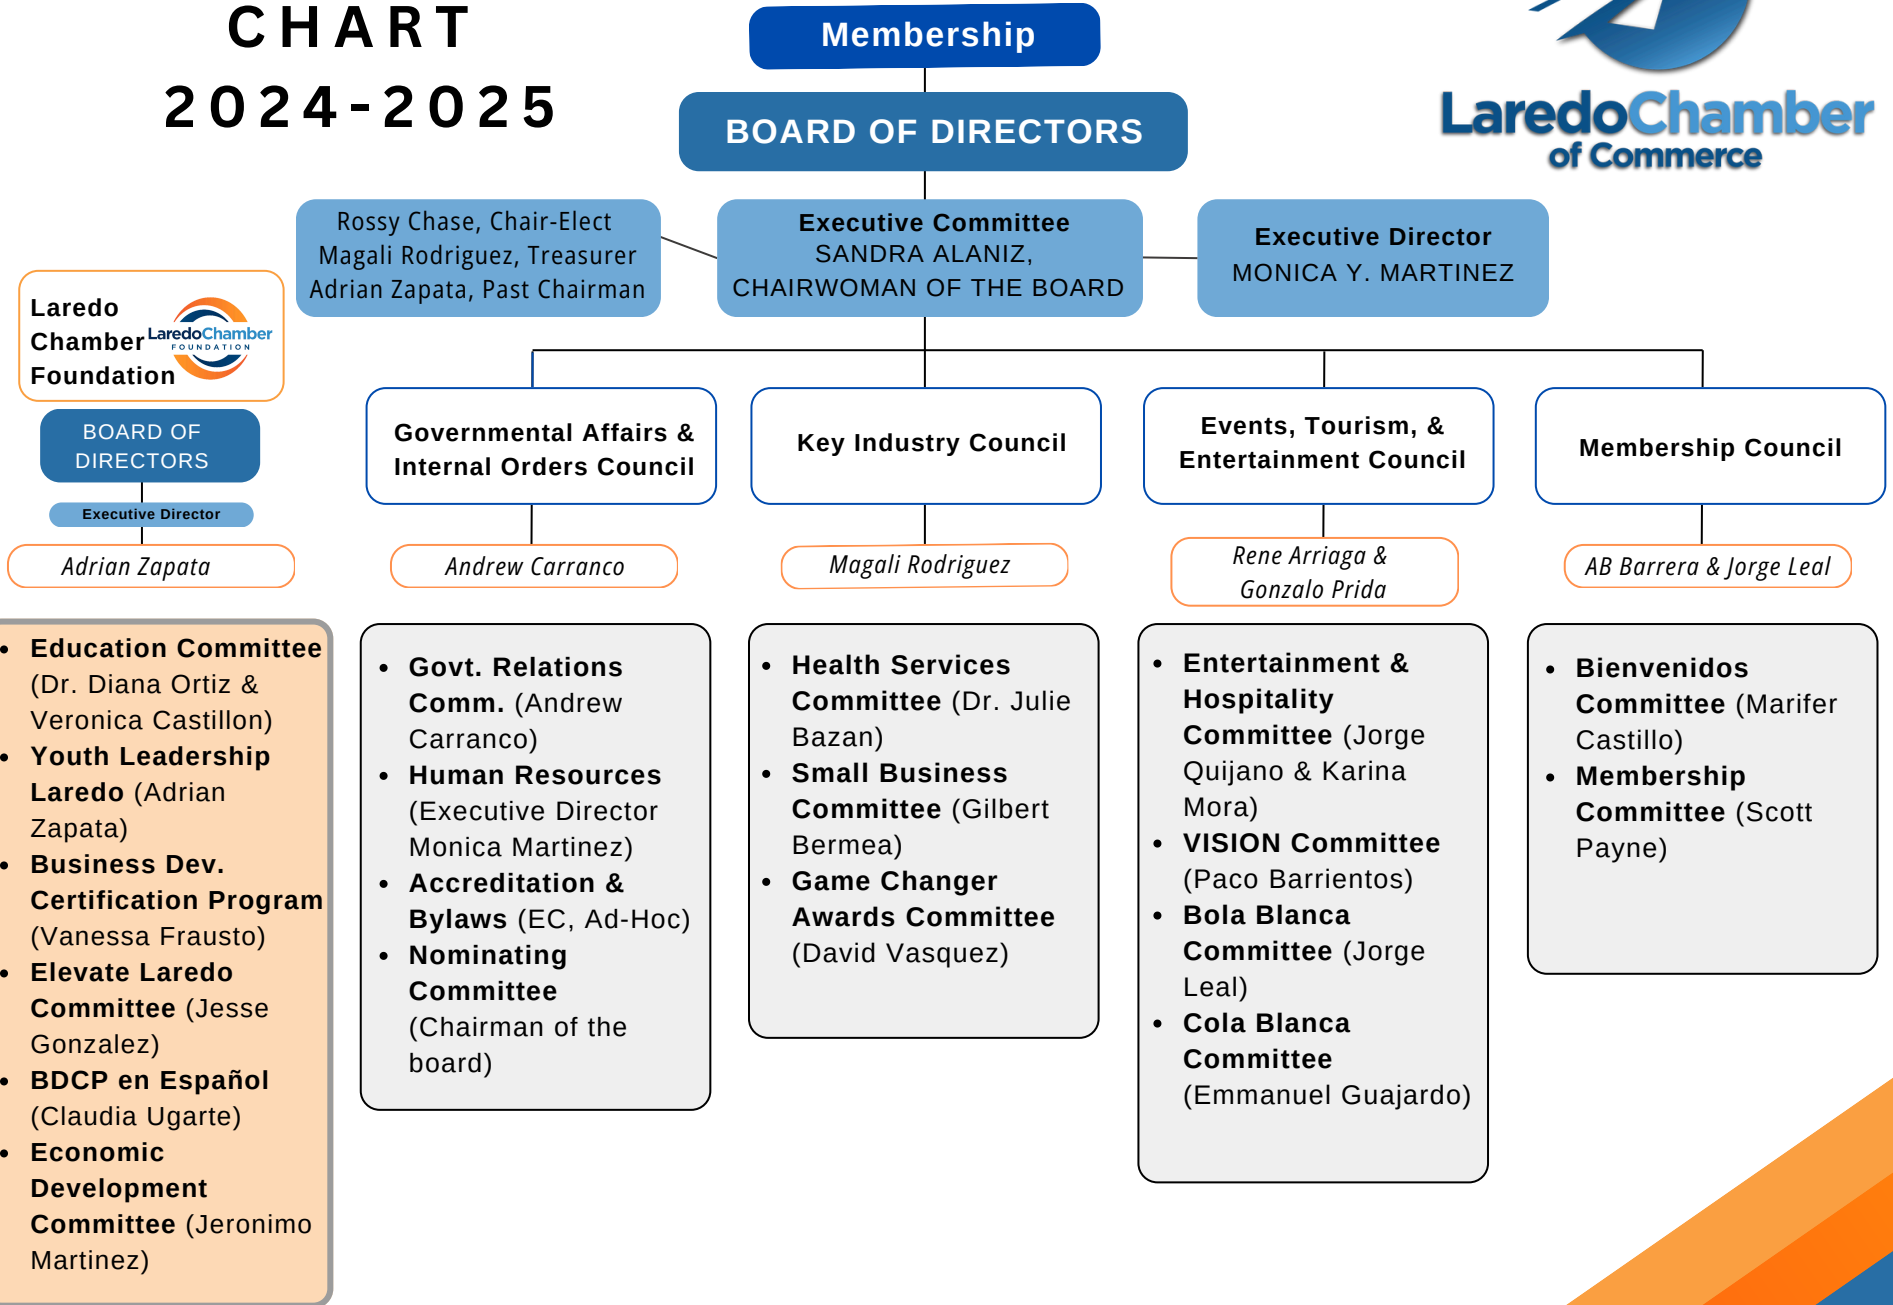 CHART
2024-2025
Membership
BOARD OF DIRECTORS
LaredoChamber
of Commerce
Rossy Chase, Chair-Elect
Magali Rodriguez, Treasurer
Adrian Zapata, Past Chairman
Executive Committee
SANDRA ALANIZ,
CHAIRWOMAN OF THE BOARD
Executive Director
MONICA Y. MARTINEZ
Laredo
Chamber
Foundation
LaredoChamber
FOUNDATION
BOARD OF
DIRECTORS
Executive Director
Adrian Zapata
Governmental Affairs &
Internal Orders Council
Andrew Carranco
Key Industry Council
Magali Rodriguez
Events, Tourism, &
Entertainment Council
Rene Arriaga &
Gonzalo Prida
Membership Council
AB Barrera & Jorge Leal
• Education Committee
(Dr. Diana Ortiz &
Veronica Castillon)
• Youth Leadership
Laredo (Adrian
Zapata)
• Business Dev.
Certification Program
(Vanessa Frausto)
• Elevate Laredo
Committee (Jesse
Gonzalez)
• BDCP en Español
(Claudia Ugarte)
• Economic
Development
Committee (Jeronimo
Martinez)
• Govt. Relations
Comm. (Andrew
Carranco)
• Human Resources
(Executive Director
Monica Martinez)
• Accreditation &
Bylaws (EC, Ad-Hoc)
• Nominating
Committee
(Chairman of the
board)
• Health Services
Committee (Dr. Julie
Bazan)
• Small Business
Committee (Gilbert
Bermea)
• Game Changer
Awards Committee
(David Vasquez)
• Entertainment &
Hospitality
Committee (Jorge
Quijano & Karina
Mora)
• VISION Committee
(Paco Barrientos)
• Bola Blanca
Committee (Jorge
Leal)
• Cola Blanca
Committee
(Emmanuel Guajardo)
• Bienvenidos
Committee (Marifer
Castillo)
• Membership
Committee (Scott
Payne)